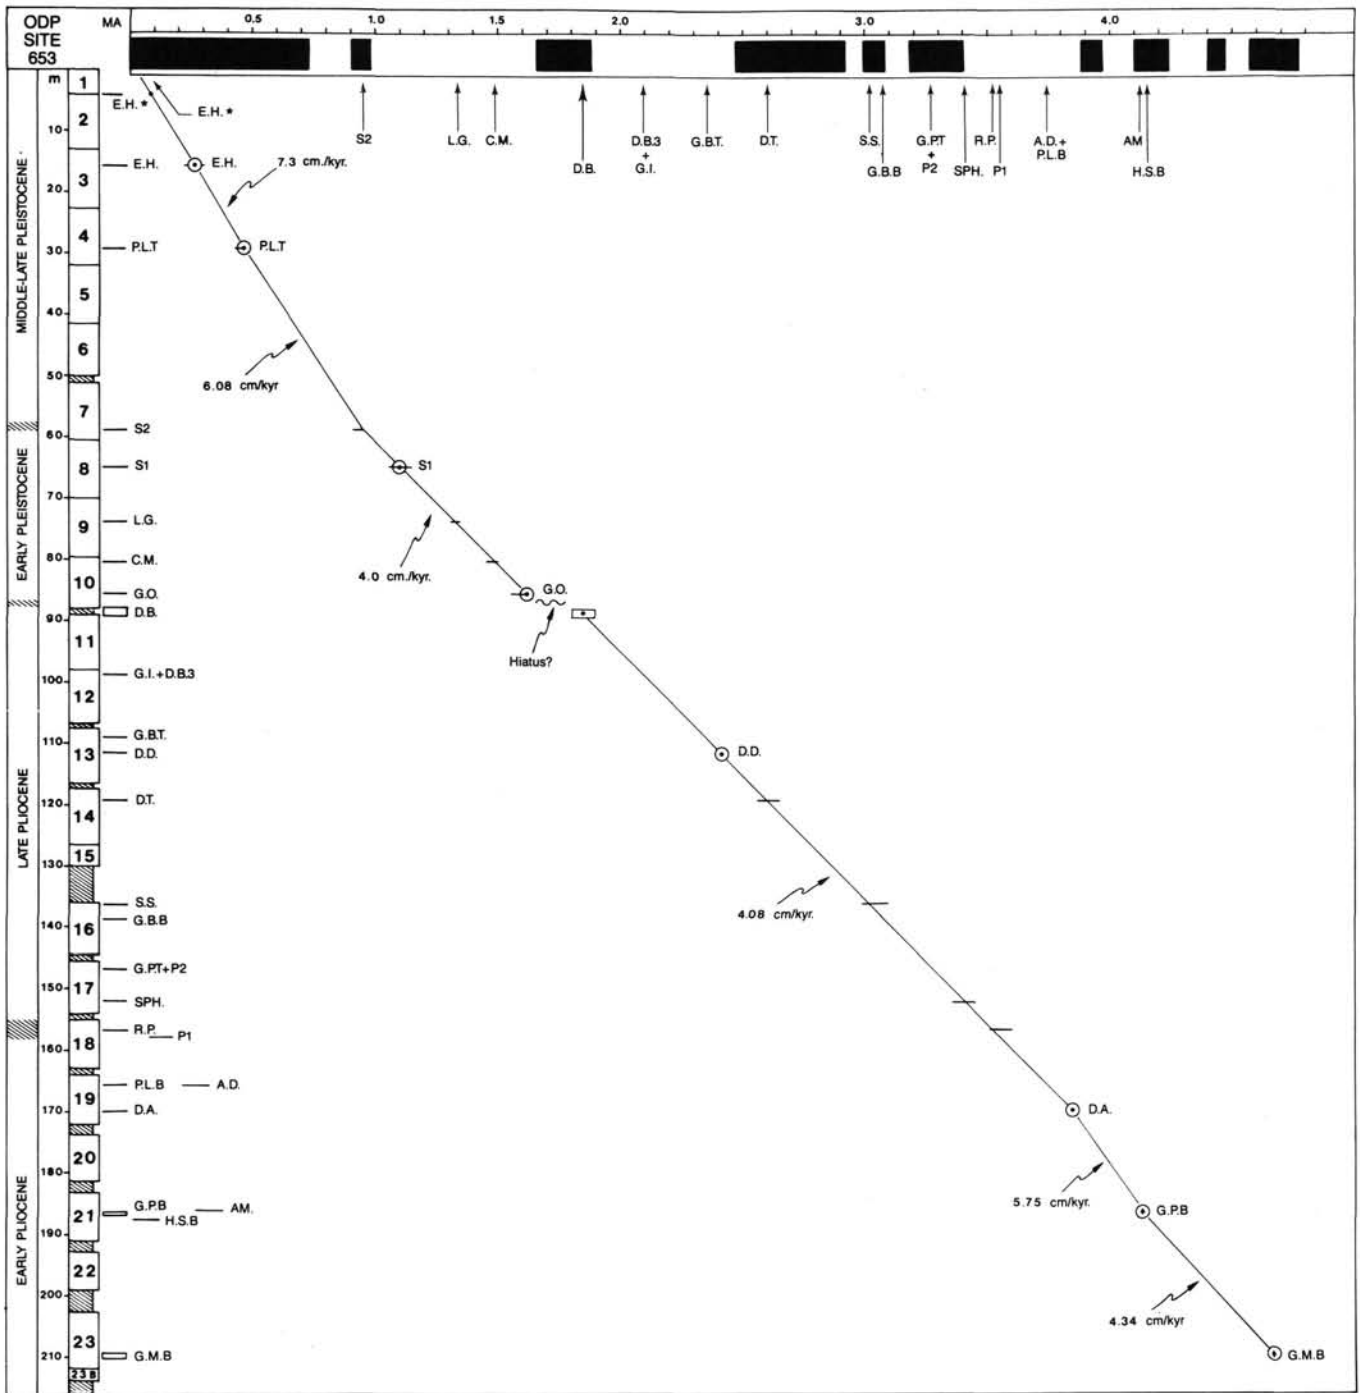 ODP SITE 653
MA
0.5
1.0
1.5
2.0
3.0
4.0
m
10
20
30
40
50
60
70
80
90
100
110
120
130
140
150
160
170
180
190
200
210
MIDDLE-LATE PLEISTOCENE
EARLY PLEISTOCENE
LATE PLIOCENE
EARLY PLIOCENE
1
2
3
4
5
6
7
8
9
10
11
12
13
14
15
16
17
18
19
20
21
22
23
23 B
E.H.*
E.H.
P.L.T
S2
S1
L.G.
C.M.
G.O.
D.B.
G.I.+D.B.3
G.B.T.
D.D.
D.T.
S.S.
G.B.B
G.P.T+P2
SPH.
R.P.
P1
P.L.B
A.D.
D.A.
G.P.B
AM.
H.S.B
G.M.B
S2
L.G.
C.M.
D.B.
D.B.3
+
G.I.
G.B.T.
D.T.
S.S.
G.B.B
G.P.T
+
P2
SPH.
R.P.
P1
A.D.+
P.L.B
AM
H.S.B
E.H.*
E.H.
7.3 cm./kyr.
P.L.T
6.08 cm/kyr
S1
4.0 cm./kyr.
G.O.
Hiatus?
D.D.
4.08 cm/kyr.
D.A.
5.75 cm/kyr.
G.P.B
4.34 cm/kyr
G.M.B